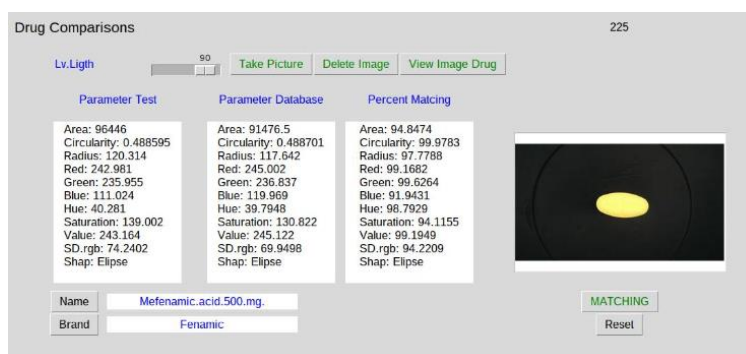 Drug Comparisons
225
Lv.Ligth
90
Take Picture
Delete Image
View Image Drug
Parameter Test
Parameter Database
Percent Matcing
Area: 96446
Circularity: 0.488595
Radius: 120.314
Red: 242.981
Green: 235.955
Blue: 111.024
Hue: 40.281
Saturation: 139.002
Value: 243.164
SD.rgb: 74.2402
Shap: Elipse
Area: 91476.5
Circularity: 0.488701
Radius: 117.642
Red: 245.002
Green: 236.837
Blue: 119.969
Hue: 39.7948
Saturation: 130.822
Value: 245.122
SD.rgb: 69.9498
Shap: Elipse
Area: 94.8474
Circularity: 99.9783
Radius: 97.7788
Red: 99.1682
Green: 99.6264
Blue: 91.9431
Hue: 98.7929
Saturation: 94.1155
Value: 99.1949
SD.rgb: 94.2209
Shap: Elipse
Name
Mefenamic.acid.500.mg.
MATCHING
Brand
Fenamic
Reset